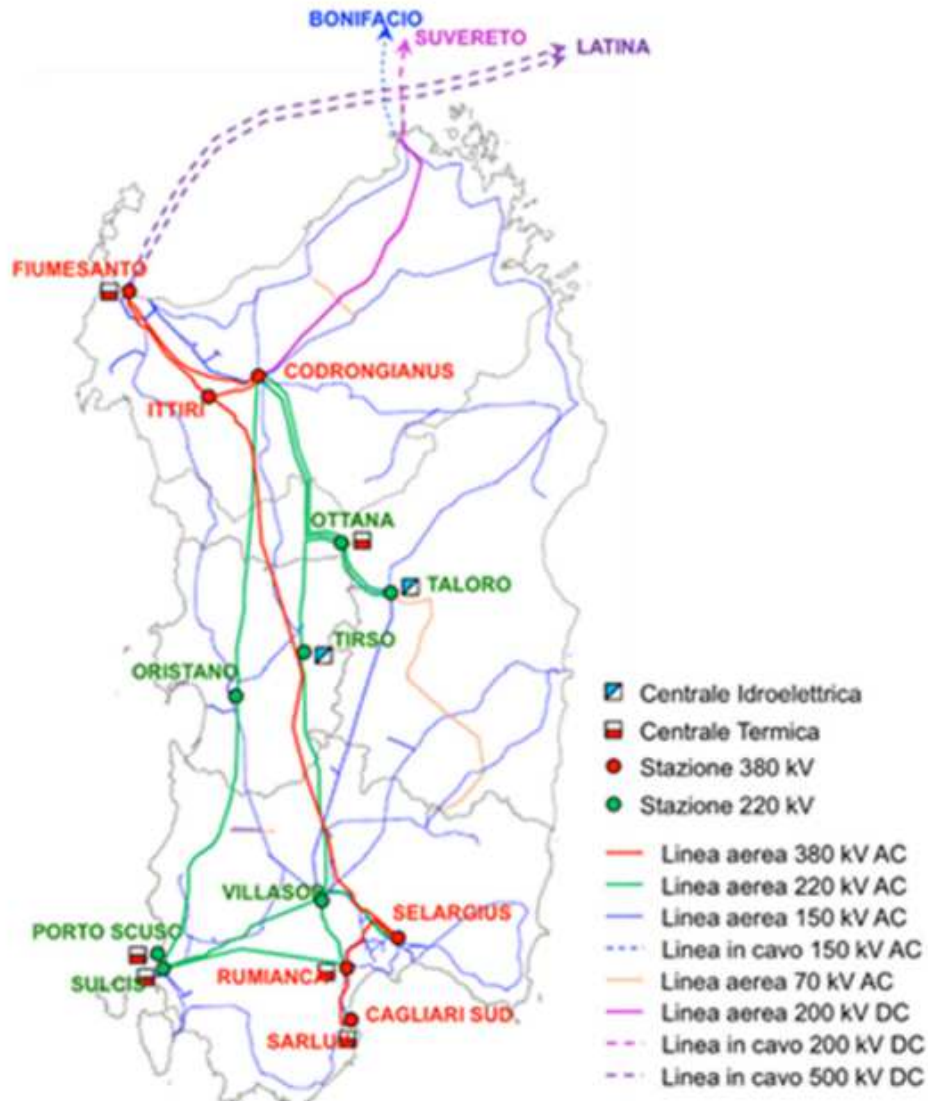 BONIFACIO
SUVERETO
LATINA
FIUMESANTO
CODRONGIANUS
ITTIRI
OTTANA
TALORO
TIRSO
ORISTANO
Centrale Idroelettrica
Centrale Termica
Stazione 380 kV
Stazione 220 kV
Linea aerea 380 kV AC
Linea aerea 220 kV AC
VILLASOR
Linea aerea 150 kV AC
SELARGIUS
PORTO SCUSO
Linea in cavo 150 kV AC
SULCIS
RUMIANCA
Linea aerea 70 kV AC
CAGLIARI SUD
Linea aerea 200 kV DC
SARLU
Linea in cavo 200 kV DC
Linea in cavo 500 kV DC